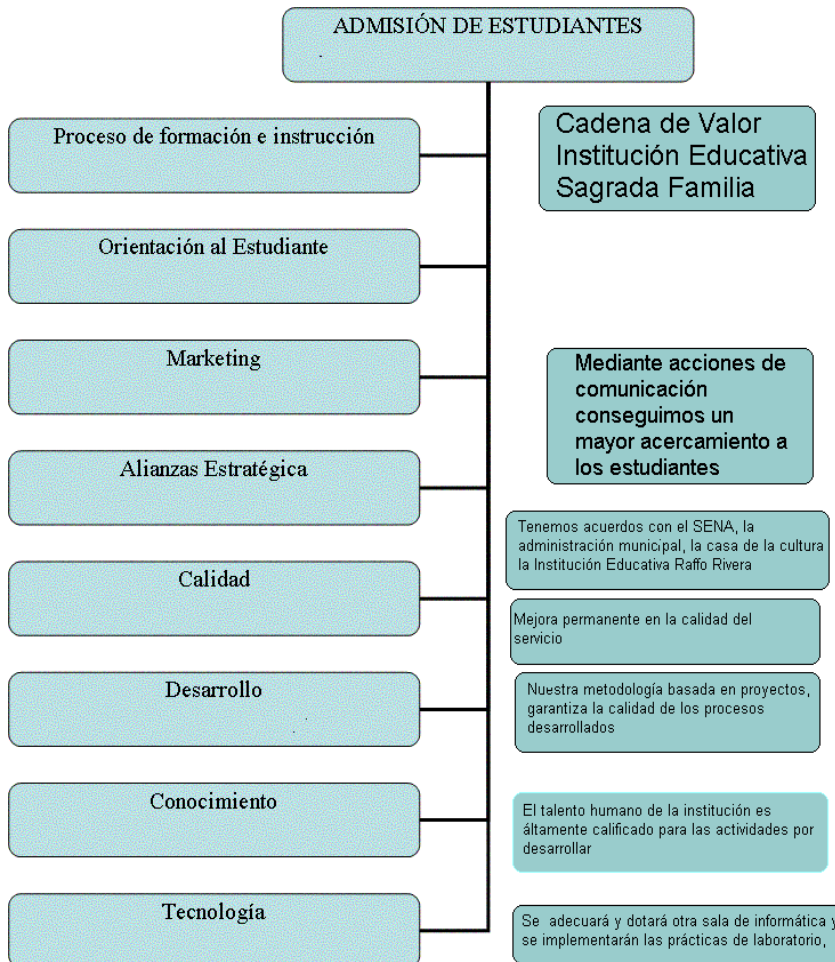 ADMISIÓN DE ESTUDIANTES
Proceso de formación e instrucción
Cadena de Valor
Institución Educativa
Sagrada Familia
Orientación al Estudiante
Marketing
Mediante acciones de
comunicación
conseguimos un
mayor acercamiento a
los estudiantes
Alianzas Estratégica
Tenemos acuerdos con el SENA, la
administración municipal, la casa de la cultura
la Institución Educativa Raffo Rivera
Calidad
Mejora permanente en la calidad del
servicio
Desarrollo
Nuestra metodología basada en proyectos,
garantiza la calidad de los procesos
desarrollados
Conocimiento
El talento humano de la institución es
áltamente calificado para las actividades por
desarrollar
Tecnología
Se adecuará y dotará otra sala de informática y
se implementarán las prácticas de laboratorio,